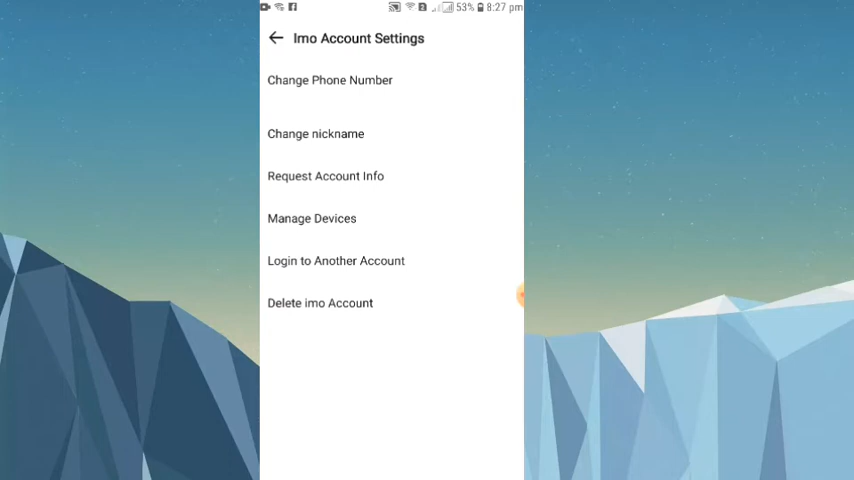 53% 8:27 pm
Imo Account Settings
Change Phone Number
Change nickname
Request Account Info
Manage Devices
Login to Another Account
Delete imo Account